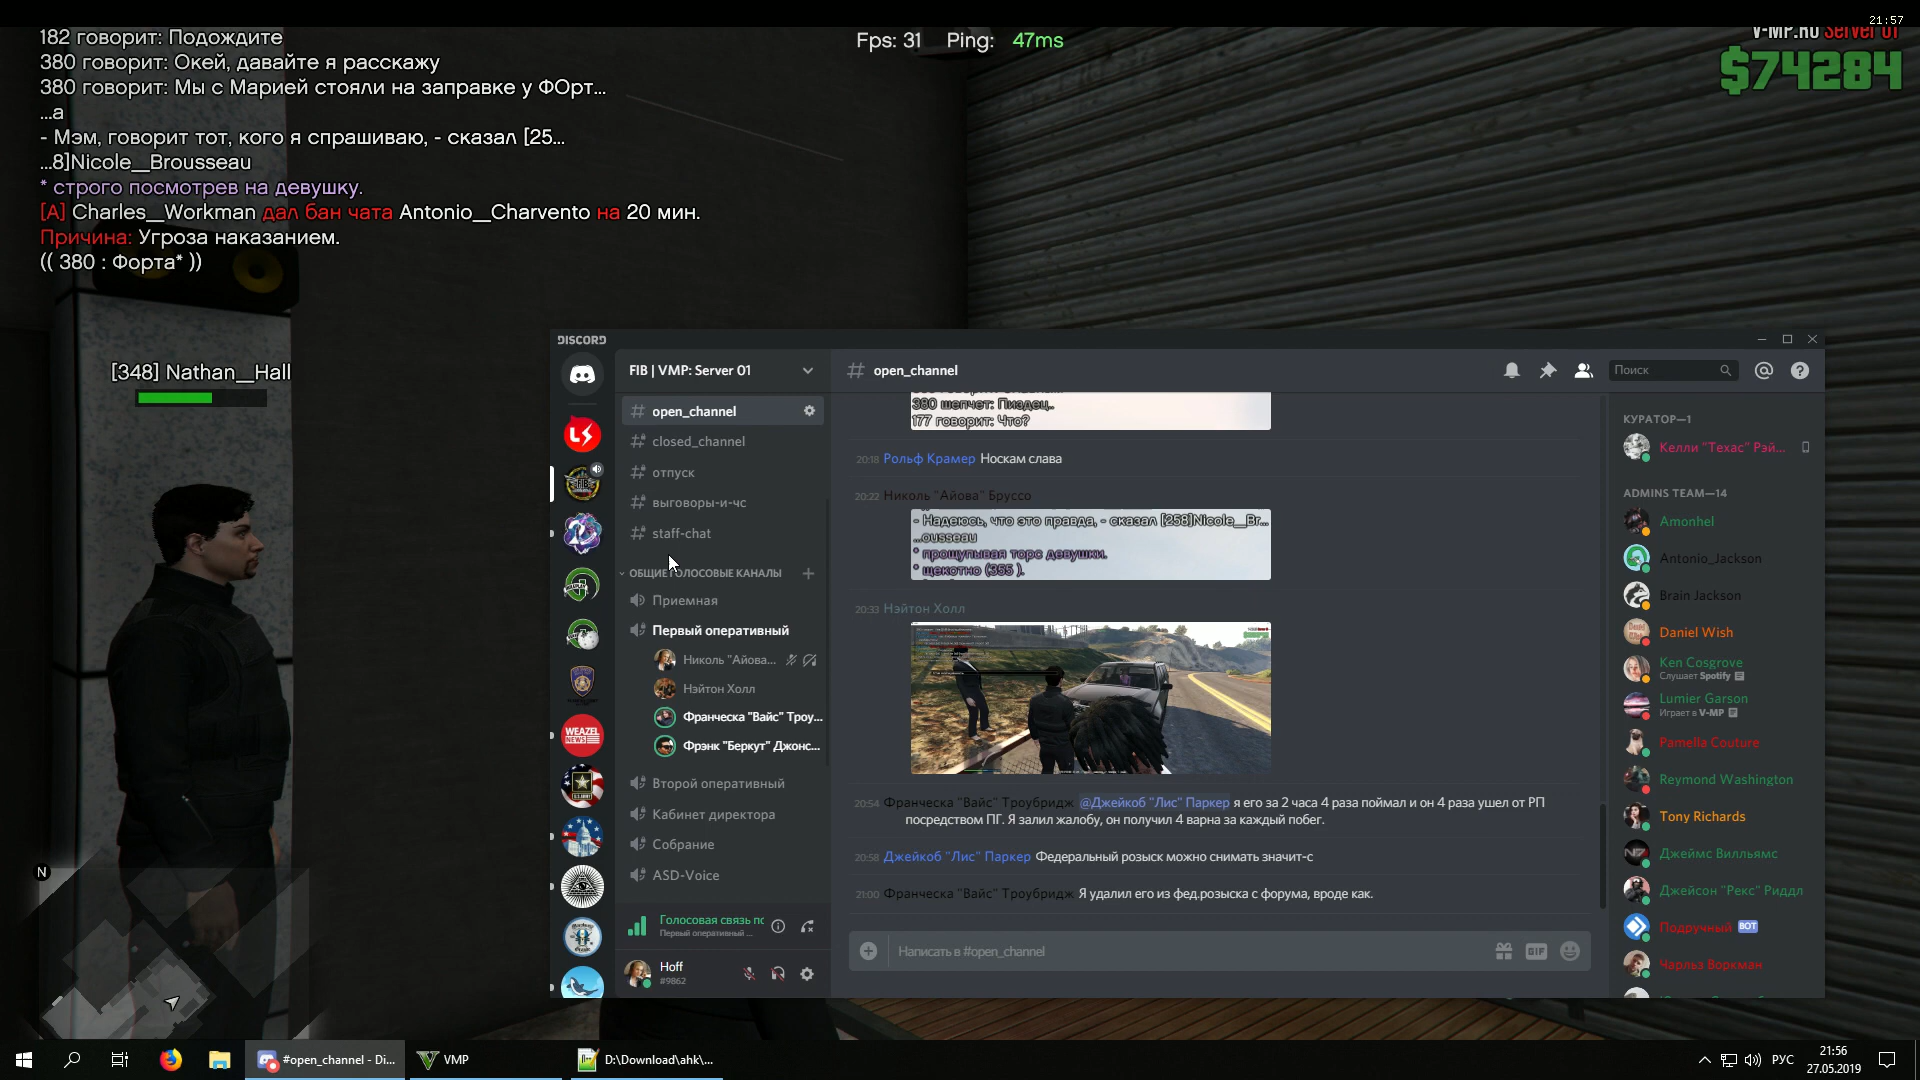 21:57
182 говорит: Подождите
380 говорит: Окей, давайте я расскажу
380 говорит: Мы с Марией стояли на заправке у ФОрт...
...а
- Мэм, говорит тот, кого я спрашиваю, - сказал [25...
...8]Nicole__Brousseau
* строго посмотрев на девушку.
[A] Charles__Workman дал бан чата Antonio__Charvento на 20 мин.
Причина: Угроза наказанием.
(( 380 : Форта* ))
Fps: 31 Ping: 47ms
V-MP.RU Server 01
$74284
[348] Nathan__Hall
N
DISCORD
FIB | VMP: Server 01
open_channel
closed_channel
отпуск
выговоры-и-чс
staff-chat
ОБЩИЕ ГОЛОСОВЫЕ КАНАЛЫ
Приемная
Первый оперативный
Николь "Айова...
Нэйтон Холл
Франческа "Вайс" Троу...
Фрэнк "Беркут" Джонс...
Второй оперативный
Кабинет директора
Собрание
ASD-Voice
Голосовая связь пс
Первый оперативный ...
Hoff
#9862
WEAZEL
NEWS
open_channel
Поиск
380 шепчет: Пиздец..
177 говорит: Что?
20:18 Рольф Крамер Носкам слава
20:22 Николь "Айова" Бруссо
- Надеюсь, что это правда, - сказал [258]Nicole__Br...
...ousseau
* прощупывая торс девушки.
* щекотно (355 ).
20:33 Нэйтон Холл
20:54 Франческа "Вайс" Троубридж @Джейкоб "Лис" Паркер я его за 2 часа 4 раза поймал и он 4 раза ушел от РП
посредством ПГ. Я залил жалобу, он получил 4 варна за каждый побег.
20:58 Джейкоб "Лис" Паркер Федеральный розыск можно снимать значит-с
21:00 Франческа "Вайс" Троубридж Я удалил его из фед.розыска с форума, вроде как.
Написать в #open_channel
GIF
КУРАТОР—1
Келли "Техас" Рэй...
ADMINS TEAM—14
Amonhel
Antonio_Jackson
Brain Jackson
Daniel Wish
Ken Cosgrove
Слушает Spotify
Lumier Garson
Играет в V-MP
Pamella Couture
Reymond Washington
Tony Richards
Джеймс Вилльямс
Джейсон "Рекс" Риддл
Подручный BOT
Чарльз Воркман
#open_channel - Di...
VMP
D:\Download\ahk\...
РУС
21:56
27.05.2019